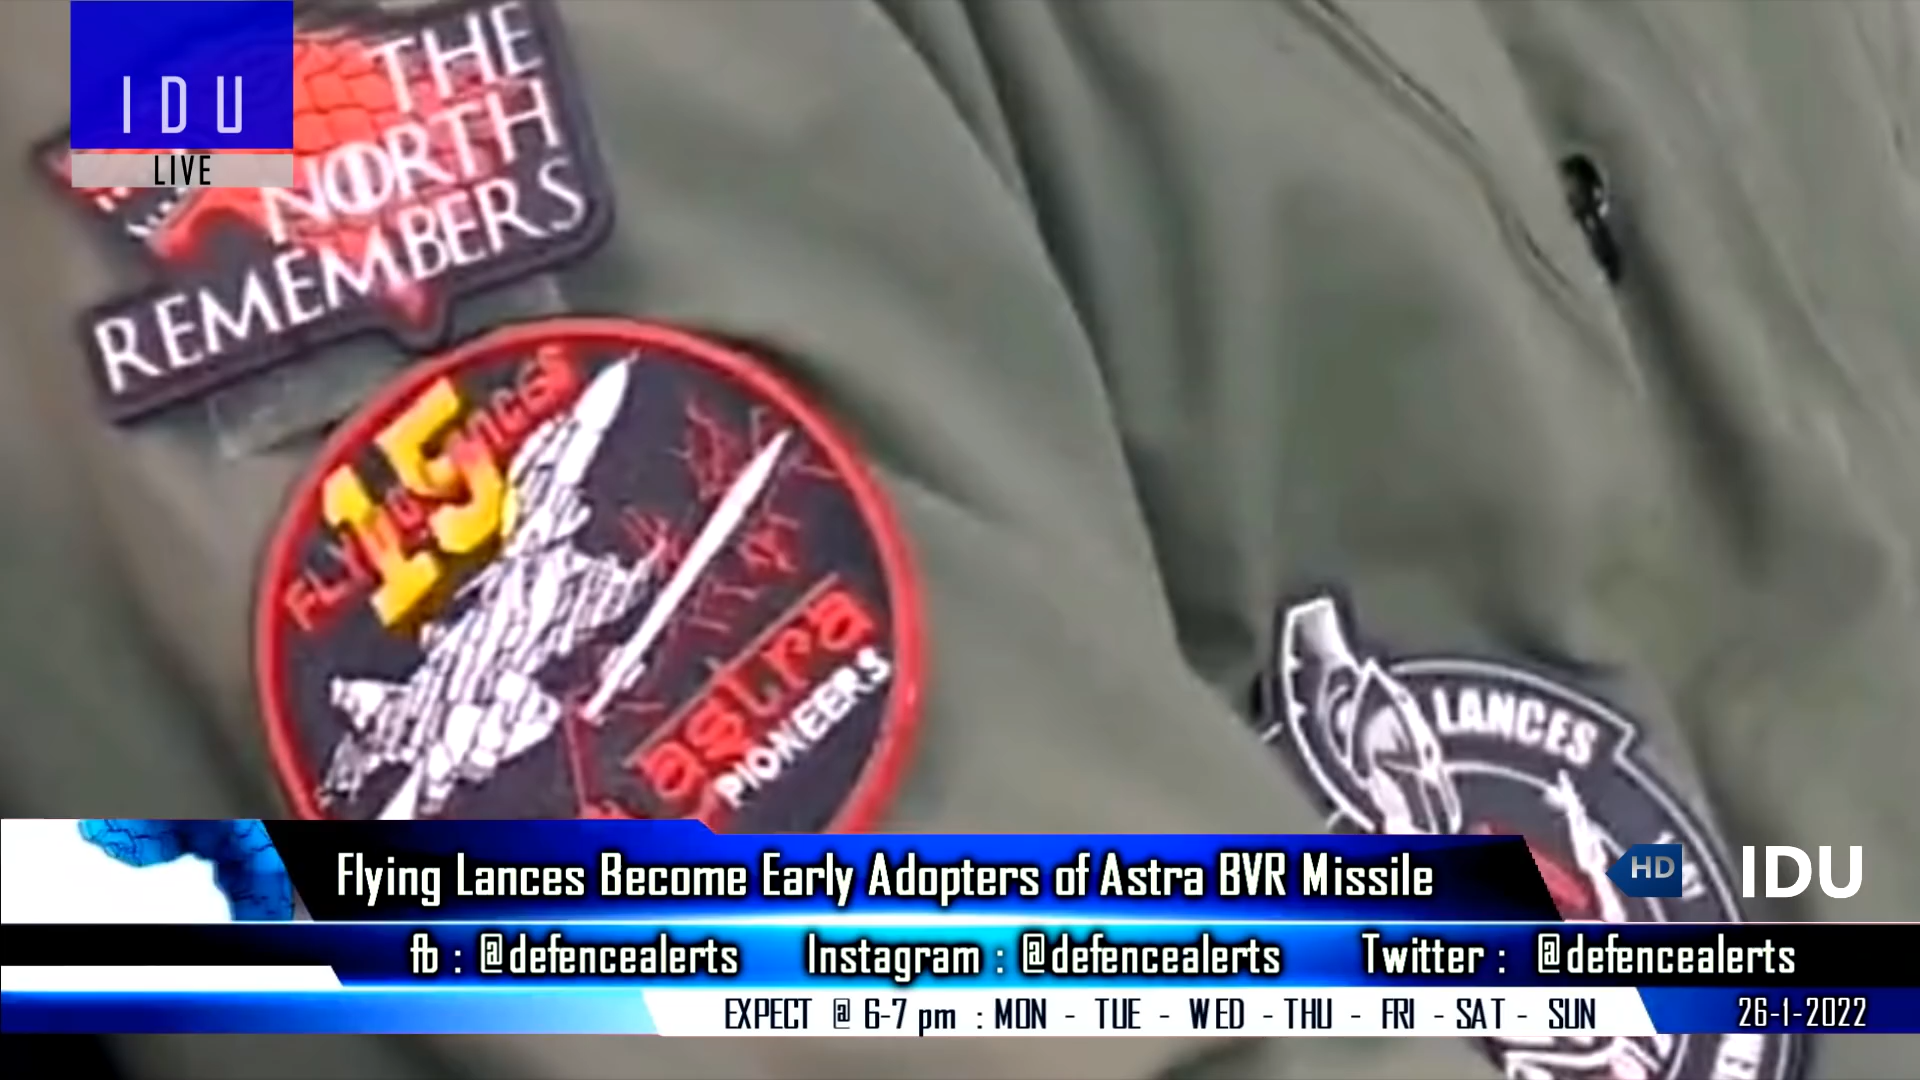 IDU
LIVE
THE
NORTH
REMEMBERS
FLYING LANCES
15
astra
PIONEERS
LANCES
Flying Lances Become Early Adopters of Astra BVR Missile
HD
IDU
fb : @defencealerts Instagram : @defencealerts Twitter : @defencealerts
EXPECT @ 6-7 pm : MON - TUE - WED - THU - FRI - SAT - SUN
26-1-2022